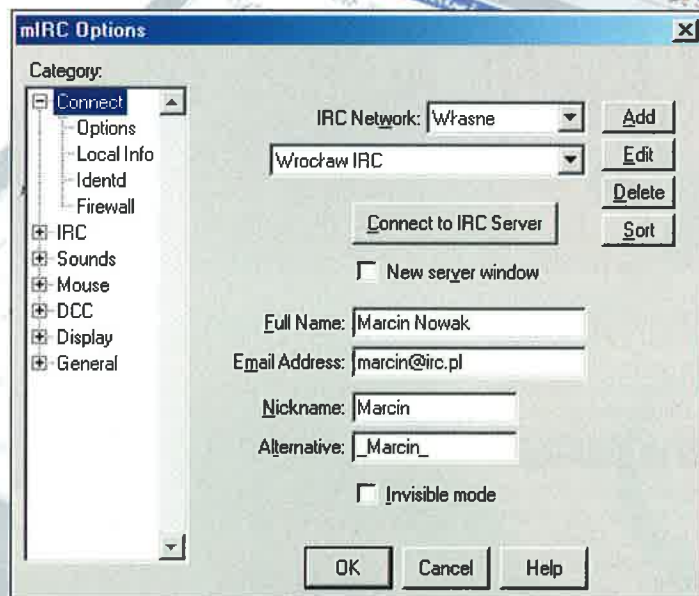 mIRC Options
Category:
Connect
Options
Local Info
Identd
Firewall
IRC
Sounds
Mouse
DCC
Display
General
IRC Network: Własne
Wrocław IRC
Add
Edit
Delete
Sort
Connect to IRC Server
New server window
Full Name: Marcin Nowak
Email Address: marcin@irc.pl
Nickname: Marcin
Alternative: _Marcin_
Invisible mode
OK Cancel Help